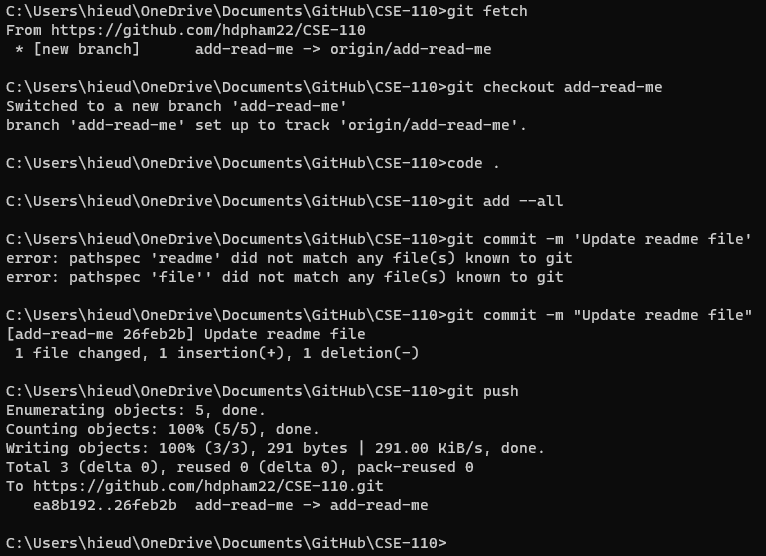 C:\Users\hieud\OneDrive\Documents\GitHub\CSE-110>git fetch
From https://github.com/hdpham22/CSE-110
 * [new branch]      add-read-me -> origin/add-read-me

C:\Users\hieud\OneDrive\Documents\GitHub\CSE-110>git checkout add-read-me
Switched to a new branch 'add-read-me'
branch 'add-read-me' set up to track 'origin/add-read-me'.

C:\Users\hieud\OneDrive\Documents\GitHub\CSE-110>code .

C:\Users\hieud\OneDrive\Documents\GitHub\CSE-110>git add --all

C:\Users\hieud\OneDrive\Documents\GitHub\CSE-110>git commit -m 'Update readme file'
error: pathspec 'readme' did not match any file(s) known to git
error: pathspec 'file'' did not match any file(s) known to git

C:\Users\hieud\OneDrive\Documents\GitHub\CSE-110>git commit -m "Update readme file"
[add-read-me 26feb2b] Update readme file
 1 file changed, 1 insertion(+), 1 deletion(-)

C:\Users\hieud\OneDrive\Documents\GitHub\CSE-110>git push
Enumerating objects: 5, done.
Counting objects: 100% (5/5), done.
Writing objects: 100% (3/3), 291 bytes | 291.00 KiB/s, done.
Total 3 (delta 0), reused 0 (delta 0), pack-reused 0
To https://github.com/hdpham22/CSE-110.git
   ea8b192..26feb2b  add-read-me -> add-read-me

C:\Users\hieud\OneDrive\Documents\GitHub\CSE-110>